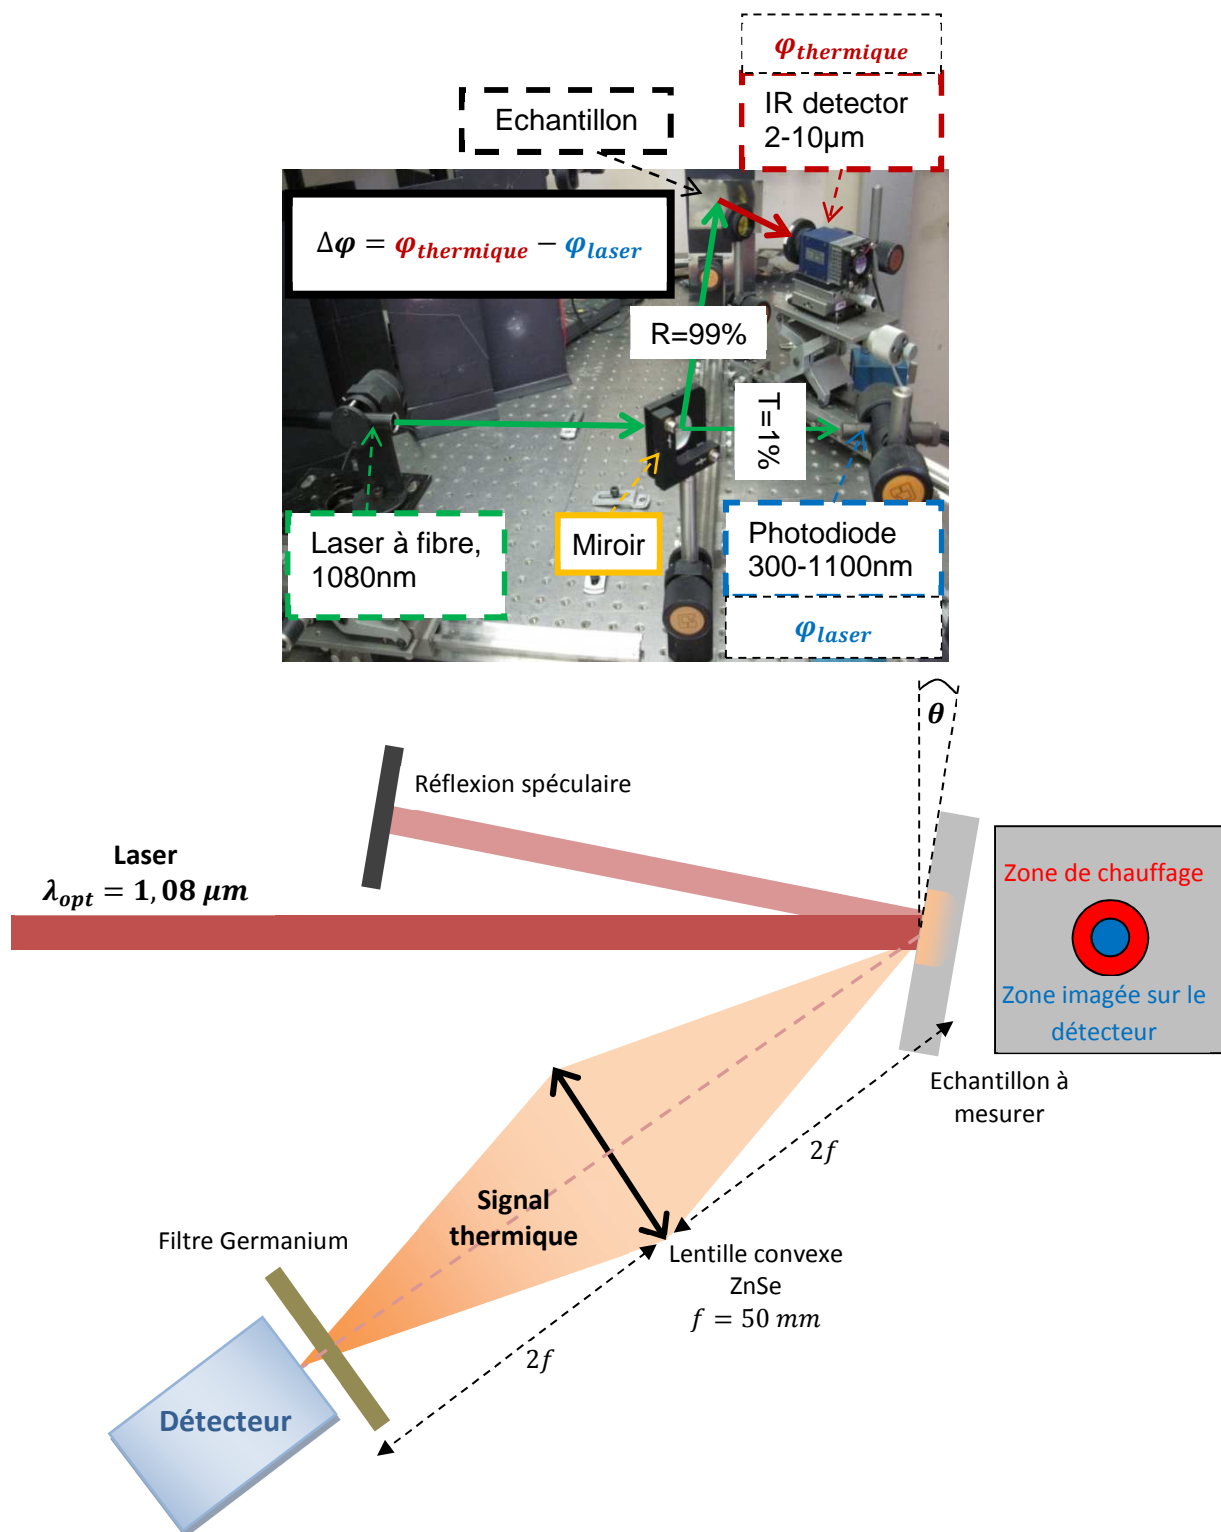 φthermique
IR detector
2-10µm
Echantillon
Δφ = φthermique − φlaser
R=99%
T=1%
Laser à fibre,
1080nm
Miroir
Photodiode
300-1100nm
φlaser
θ
Réflexion spéculaire
Laser
λopt = 1,08 µm
Zone de chauffage
Zone imagée sur le
détecteur
Echantillon à
mesurer
2f
Signal
thermique
Filtre Germanium
Lentille convexe
ZnSe
f = 50 mm
2f
Détecteur